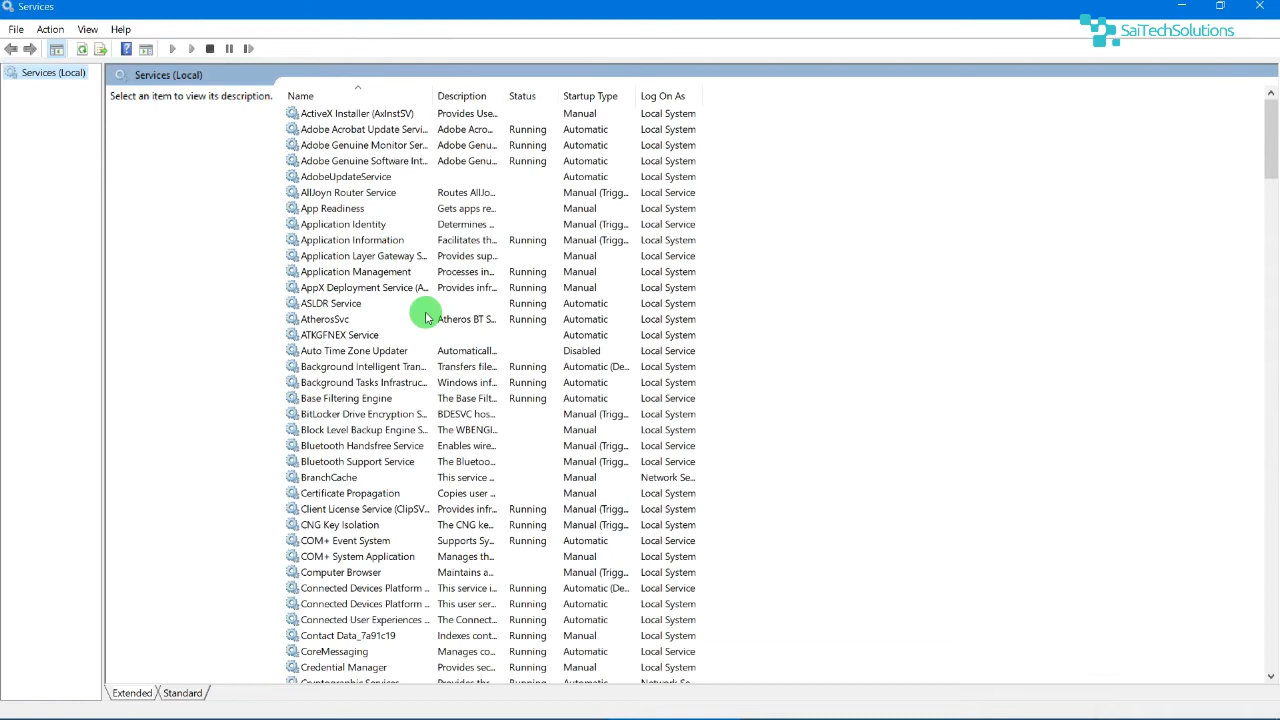 Services
File Action View Help
SaiTechSolutions
Services (Local)
Services (Local)
Select an item to view its description.
Name Description Status Startup Type Log On As
ActiveX Installer (AxInstSV) Provides Use... Manual Local System
Adobe Acrobat Update Servi... Adobe Acro... Running Automatic Local System
Adobe Genuine Monitor Ser... Adobe Genu... Running Automatic Local System
Adobe Genuine Software Int... Adobe Genu... Running Automatic Local System
AdobeUpdateService Automatic Local System
AllJoyn Router Service Routes AllJo... Manual (Trigg... Local Service
App Readiness Gets apps re... Manual Local System
Application Identity Determines ... Manual (Trigg... Local Service
Application Information Facilitates th... Running Manual (Trigg... Local System
Application Layer Gateway S... Provides sup... Manual Local Service
Application Management Processes in... Running Manual Local System
AppX Deployment Service (A... Provides infr... Running Manual Local System
ASLDR Service Running Automatic Local System
AtherosSvc Atheros BT S... Running Automatic Local System
ATKGFNEX Service Automatic Local System
Auto Time Zone Updater Automaticall... Disabled Local Service
Background Intelligent Tran... Transfers file... Running Automatic (De... Local System
Background Tasks Infrastruc... Windows inf... Running Automatic Local System
Base Filtering Engine The Base Filt... Running Automatic Local Service
BitLocker Drive Encryption S... BDESVC hos... Manual (Trigg... Local System
Block Level Backup Engine S... The WBENGI... Manual Local System
Bluetooth Handsfree Service Enables wire... Manual (Trigg... Local Service
Bluetooth Support Service The Bluetoo... Manual (Trigg... Local Service
BranchCache This service ... Manual Network Se...
Certificate Propagation Copies user ... Manual Local System
Client License Service (ClipSV... Provides infr... Running Manual (Trigg... Local System
CNG Key Isolation The CNG ke... Running Manual (Trigg... Local System
COM+ Event System Supports Sy... Running Automatic Local Service
COM+ System Application Manages th... Manual Local System
Computer Browser Maintains a... Manual (Trigg... Local System
Connected Devices Platform ... This service i... Running Automatic (De... Local Service
Connected Devices Platform ... This user ser... Running Automatic Local System
Connected User Experiences ... The Connect... Running Automatic Local System
Contact Data_7a91c19 Indexes cont... Running Manual Local System
CoreMessaging Manages co... Running Automatic Local Service
Credential Manager Provides sec... Running Manual Local System
Cryptographic Services Provides thr... Running Automatic Network Se...
Extended Standard